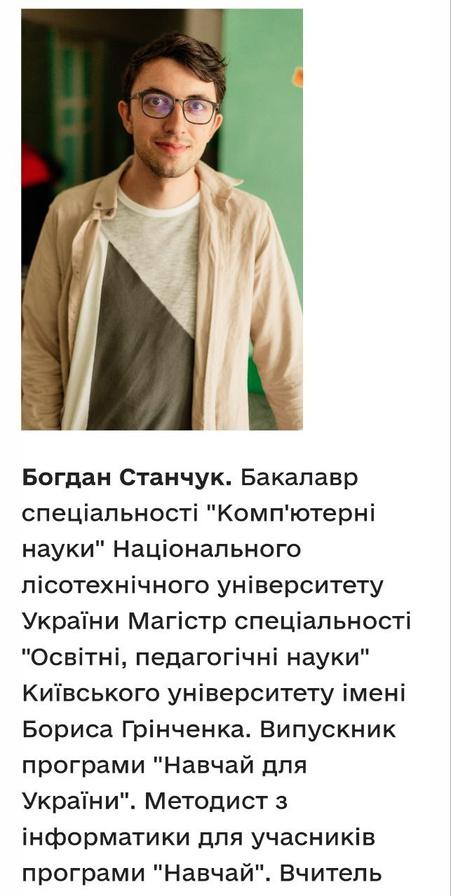 Богдан Станчук. Бакалавр
спеціальності "Комп'ютерні
науки" Національного
лісотехнічного університету
України Магістр спеціальності
"Освітні, педагогічні науки"
Київського університету імені
Бориса Грінченка. Випускник
програми "Навчай для
України". Методист з
інформатики для учасників
програми "Навчай". Вчитель